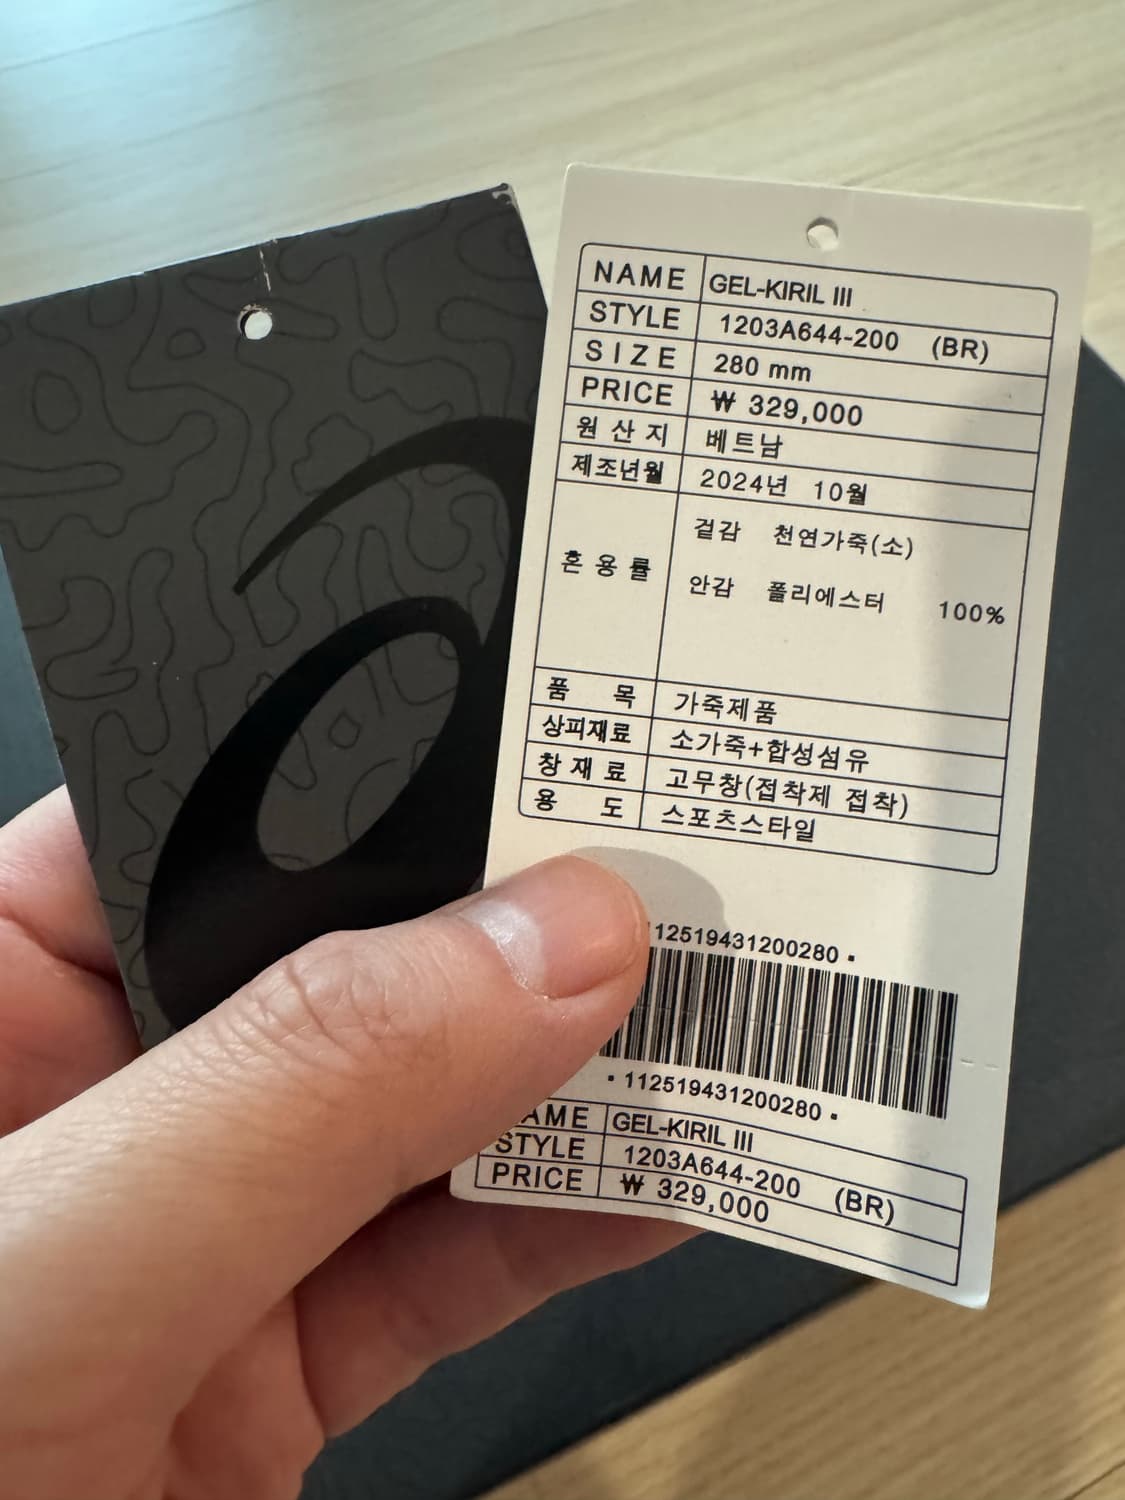 NAME GEL-KIRIL III
STYLE 1203A644-200 (BR)
SIZE 280 mm
PRICE ₩ 329,000
원산지 베트남
제조년월 2024년 10월
혼용률 겉감 천연가죽(소)
안감 폴리에스터 100%
품목 가죽제품
상피재료 소가죽+합성섬유
창재료 고무창(접착제 접착)
용도 스포츠스타일
112519431200280 •
• 112519431200280 •
NAME GEL-KIRIL III
STYLE 1203A644-200 (BR)
PRICE ₩ 329,000